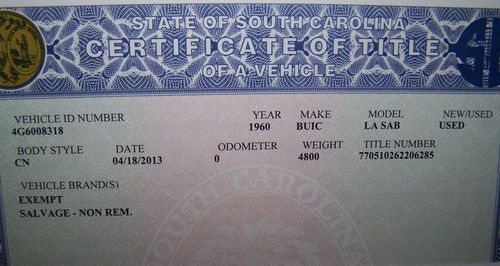 STATE OF SOUTH CAROLINA
CERTIFICATE OF TITLE
OF A VEHICLE
VEHICLE ID NUMBER YEAR MAKE MODEL NEW/USED
4G6008318 1960 BUIC LA SAB USED
BODY STYLE DATE ODOMETER WEIGHT TITLE NUMBER
CN 04/18/2013 0 4800 770510262206285
VEHICLE BRAND(S)
EXEMPT
SALVAGE - NON REM.
SOUTH CAROLINA